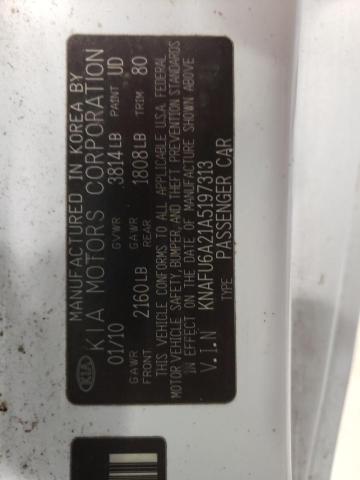 MANUFACTURED IN KOREA BY
KIA MOTORS CORPORATION
KIA
01/10 GVWR 3814LB PAINT UD
GAWR FRONT 2160LB GAWR REAR 1808LB TRIM 80
THIS VEHICLE CONFORMS TO ALL APPLICABLE U.S.A. FEDERAL
MOTOR VEHICLE SAFETY, BUMPER, AND THEFT PREVENTION STANDARDS
IN EFFECT ON THE DATE OF MANUFACTURE SHOWN ABOVE
V.I.N KNAFU6A21A5197313
TYPE PASSENGER CAR